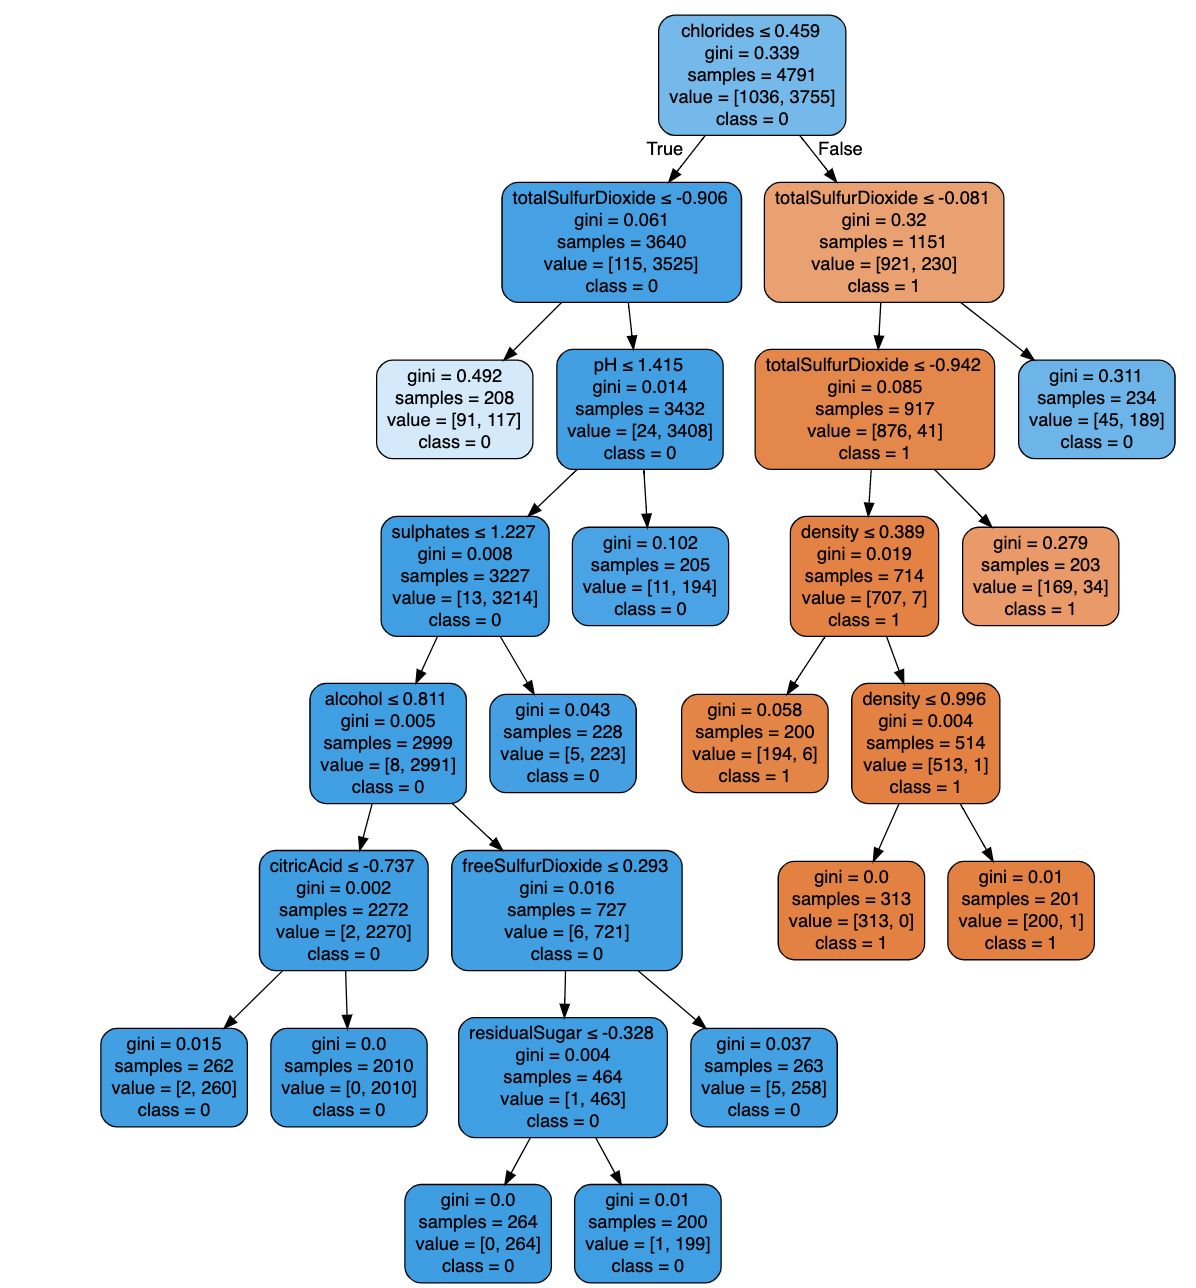 chlorides ≤ 0.459
gini = 0.339
samples = 4791
value = [1036, 3755]
class = 0
True
False
totalSulfurDioxide ≤ -0.906
gini = 0.061
samples = 3640
value = [115, 3525]
class = 0
totalSulfurDioxide ≤ -0.081
gini = 0.32
samples = 1151
value = [921, 230]
class = 1
gini = 0.492
samples = 208
value = [91, 117]
class = 0
pH ≤ 1.415
gini = 0.014
samples = 3432
value = [24, 3408]
class = 0
totalSulfurDioxide ≤ -0.942
gini = 0.085
samples = 917
value = [876, 41]
class = 1
gini = 0.311
samples = 234
value = [45, 189]
class = 0
sulphates ≤ 1.227
gini = 0.008
samples = 3227
value = [13, 3214]
class = 0
gini = 0.102
samples = 205
value = [11, 194]
class = 0
density ≤ 0.389
gini = 0.019
samples = 714
value = [707, 7]
class = 1
gini = 0.279
samples = 203
value = [169, 34]
class = 1
alcohol ≤ 0.811
gini = 0.005
samples = 2999
value = [8, 2991]
class = 0
gini = 0.043
samples = 228
value = [5, 223]
class = 0
gini = 0.058
samples = 200
value = [194, 6]
class = 1
density ≤ 0.996
gini = 0.004
samples = 514
value = [513, 1]
class = 1
citricAcid ≤ -0.737
gini = 0.002
samples = 2272
value = [2, 2270]
class = 0
freeSulfurDioxide ≤ 0.293
gini = 0.016
samples = 727
value = [6, 721]
class = 0
gini = 0.0
samples = 313
value = [313, 0]
class = 1
gini = 0.01
samples = 201
value = [200, 1]
class = 1
gini = 0.015
samples = 262
value = [2, 260]
class = 0
gini = 0.0
samples = 2010
value = [0, 2010]
class = 0
residualSugar ≤ -0.328
gini = 0.004
samples = 464
value = [1, 463]
class = 0
gini = 0.037
samples = 263
value = [5, 258]
class = 0
gini = 0.0
samples = 264
value = [0, 264]
class = 0
gini = 0.01
samples = 200
value = [1, 199]
class = 0